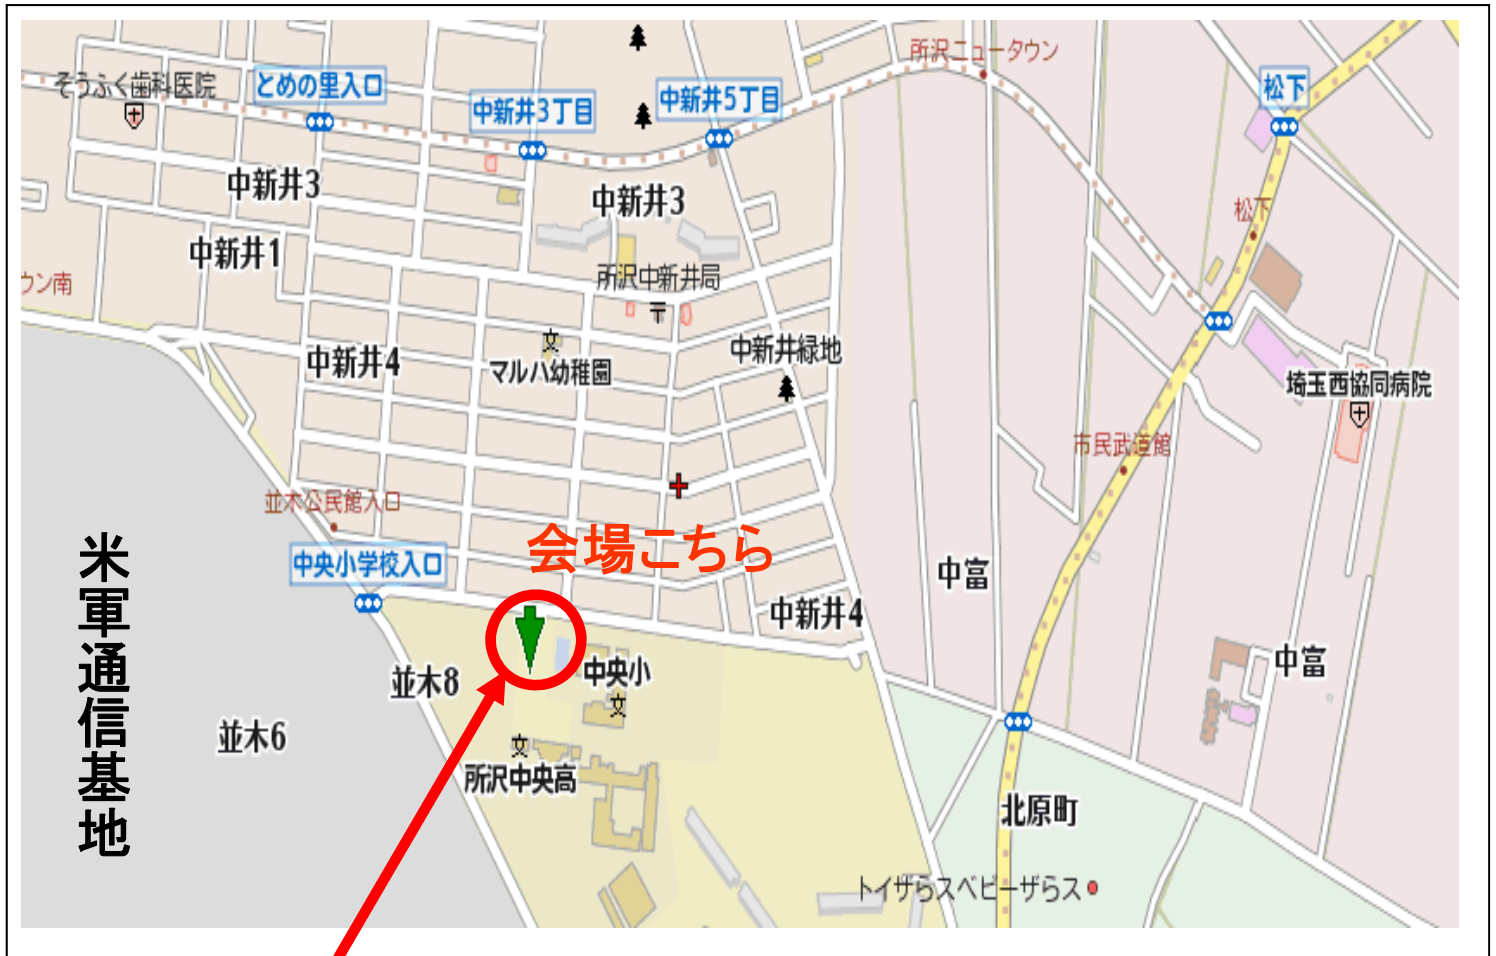 所沢ニュータウン
そうふく歯科医院
とめの里入口
中新井3丁目
中新井5丁目
松下
中新井3
中新井3
松下
中新井1
ウン南
所沢中新井局
中新井4
マルハ幼稚園
中新井緑地
埼玉西協同病院
市民武道館
並木公民館入口
会場こちら
中央小学校入口
米軍通信基地
中富
中新井4
中央小
中富
並木8
並木6
所沢中央高
北原町
トイザらスベビーザらス